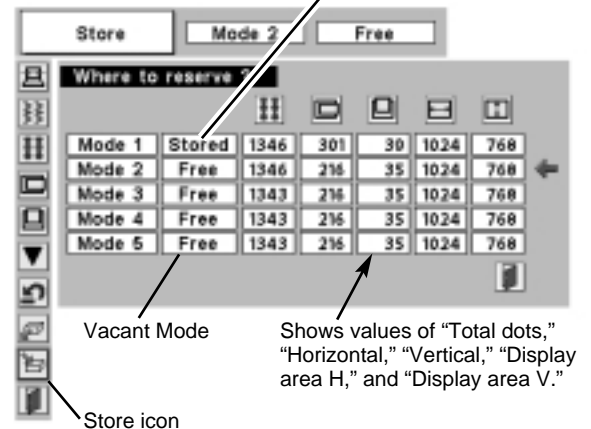 Store Mode 2 Free
Where to reserve ?
Mode 1 Stored 1346 301 30 1024 768
Mode 2 Free 1346 216 35 1024 768
Mode 3 Free 1343 216 35 1024 768
Mode 4 Free 1343 216 35 1024 768
Mode 5 Free 1343 216 35 1024 768
Vacant Mode
Shows values of “Total dots,”
“Horizontal,” “Vertical,” “Display
area H,” and “Display area V.”
Store icon